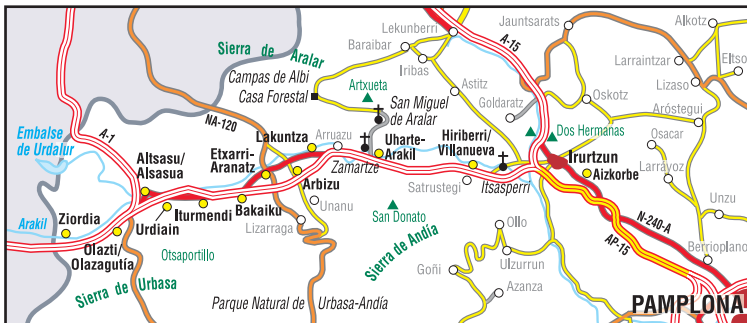 Lekunberri
Jauntsarats
Alkotz
A-15
Sierra de
Aralar
Baraibar
Larraintzar
Eltso
Iribas
Campas de Albi
Casa Forestal
Artxueta
Astitz
Oskotz
Lizaso
San Miguel
de Aralar
Goldaratz
Aróstegui
NA-120
Embalse
de Urdalur
A-1
Lakuntza
Arruazu
Dos Hermanas
Osacar
Uharte-
Arakil
Hiriberri/
Villanueva
Irurtzun
Etxarri-
Aranatz
Zamartze
Aizkorbe
Larráyoz
Altsasu/
Alsasua
Arbizu
Satrustegi
Itsasperri
Arakil
Ziordia
Urdiain
Iturmendi
Bakaiku
Unanu
San Donato
Unzu
Lizarraga
Ollo
N-240-A
Olazti/
Olazagutía
Otsaportillo
Sierra de
Andía
Ulzurrun
AP-15
Berrioplano
Goñi
Sierra de
Urbasa
Azanza
Parque Natural de
Urbasa-Andía
PAMPLONA